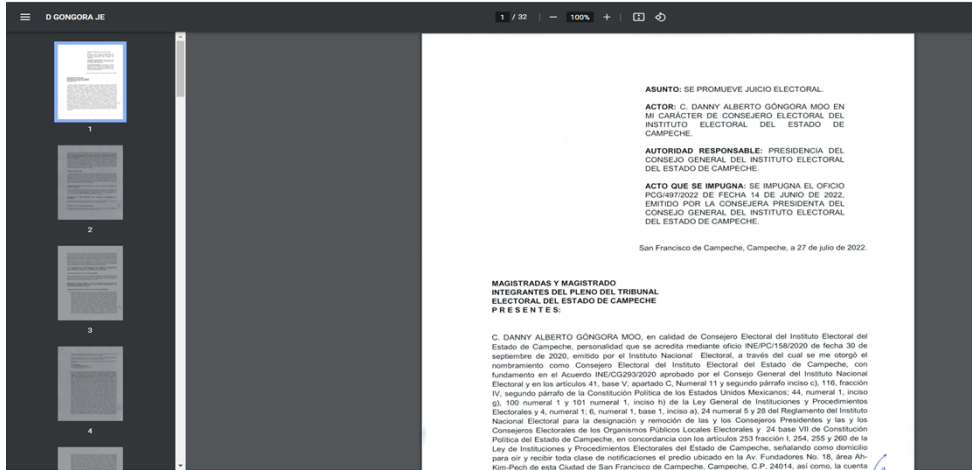 D GONGORA JE
1 / 32
100%
1
2
3
4
ASUNTO: SE PROMUEVE JUICIO ELECTORAL.
ACTOR: C. DANNY ALBERTO GÓNGORA MOO EN
MI CARÁCTER DE CONSEJERO ELECTORAL DEL
INSTITUTO ELECTORAL DEL ESTADO DE
CAMPECHE.
AUTORIDAD RESPONSABLE: PRESIDENCIA DEL
CONSEJO GENERAL DEL INSTITUTO ELECTORAL
DEL ESTADO DE CAMPECHE.
ACTO QUE SE IMPUGNA: SE IMPUGNA EL OFICIO
PCG/497/2022 DE FECHA 14 DE JUNIO DE 2022,
EMITIDO POR LA CONSEJERA PRESIDENTA DEL
CONSEJO GENERAL DEL INSTITUTO ELECTORAL
DEL ESTADO DE CAMPECHE.
San Francisco de Campeche, Campeche, a 27 de julio de 2022.
MAGISTRADAS Y MAGISTRADO
INTEGRANTES DEL PLENO DEL TRIBUNAL
ELECTORAL DEL ESTADO DE CAMPECHE
P R E S E N T E S:
C. DANNY ALBERTO GÓNGORA MOO, en calidad de Consejero Electoral del Instituto Electoral del
Estado de Campeche, personalidad que se acredita mediante oficio INE/PC/158/2020 de fecha 30 de
septiembre de 2020, emitido por el Instituto Nacional Electoral, a través del cual se me otorgó el
nombramiento como Consejero Electoral del Instituto Electoral del Estado de Campeche, con
fundamento en el Acuerdo INE/CG293/2020 aprobado por el Consejo General del Instituto Nacional
Electoral y en los artículos 41, base V, apartado C, Numeral 11 y segundo párrafo inciso c), 116, fracción
IV, segundo párrafo de la Constitución Política de los Estados Unidos Mexicanos; 44, numeral 1, inciso
g), 100 numeral 1 y 101 numeral 1, inciso h) de la Ley General de Instituciones y Procedimientos
Electorales y 4, numeral 1; 6, numeral 1, base 1, inciso a), 24 numeral 5 y 28 del Reglamento del Instituto
Nacional Electoral para la designación y remoción de las y los Consejeros Presidentes y las y los
Consejeros Electorales de los Organismos Públicos Locales Electorales y 24 base VII de Constitución
Política del Estado de Campeche, en concordancia con los artículos 253 fracción I, 254, 255 y 260 de la
Ley de Instituciones y Procedimientos Electorales del Estado de Campeche, señalando como domicilio
para oír y recibir toda clase de notificaciones el predio ubicado en la Av. Fundadores No. 18, área Ah-
Kim-Pech de esta Ciudad de San Francisco de Campeche, Campeche, C.P. 24014, así como, la cuenta